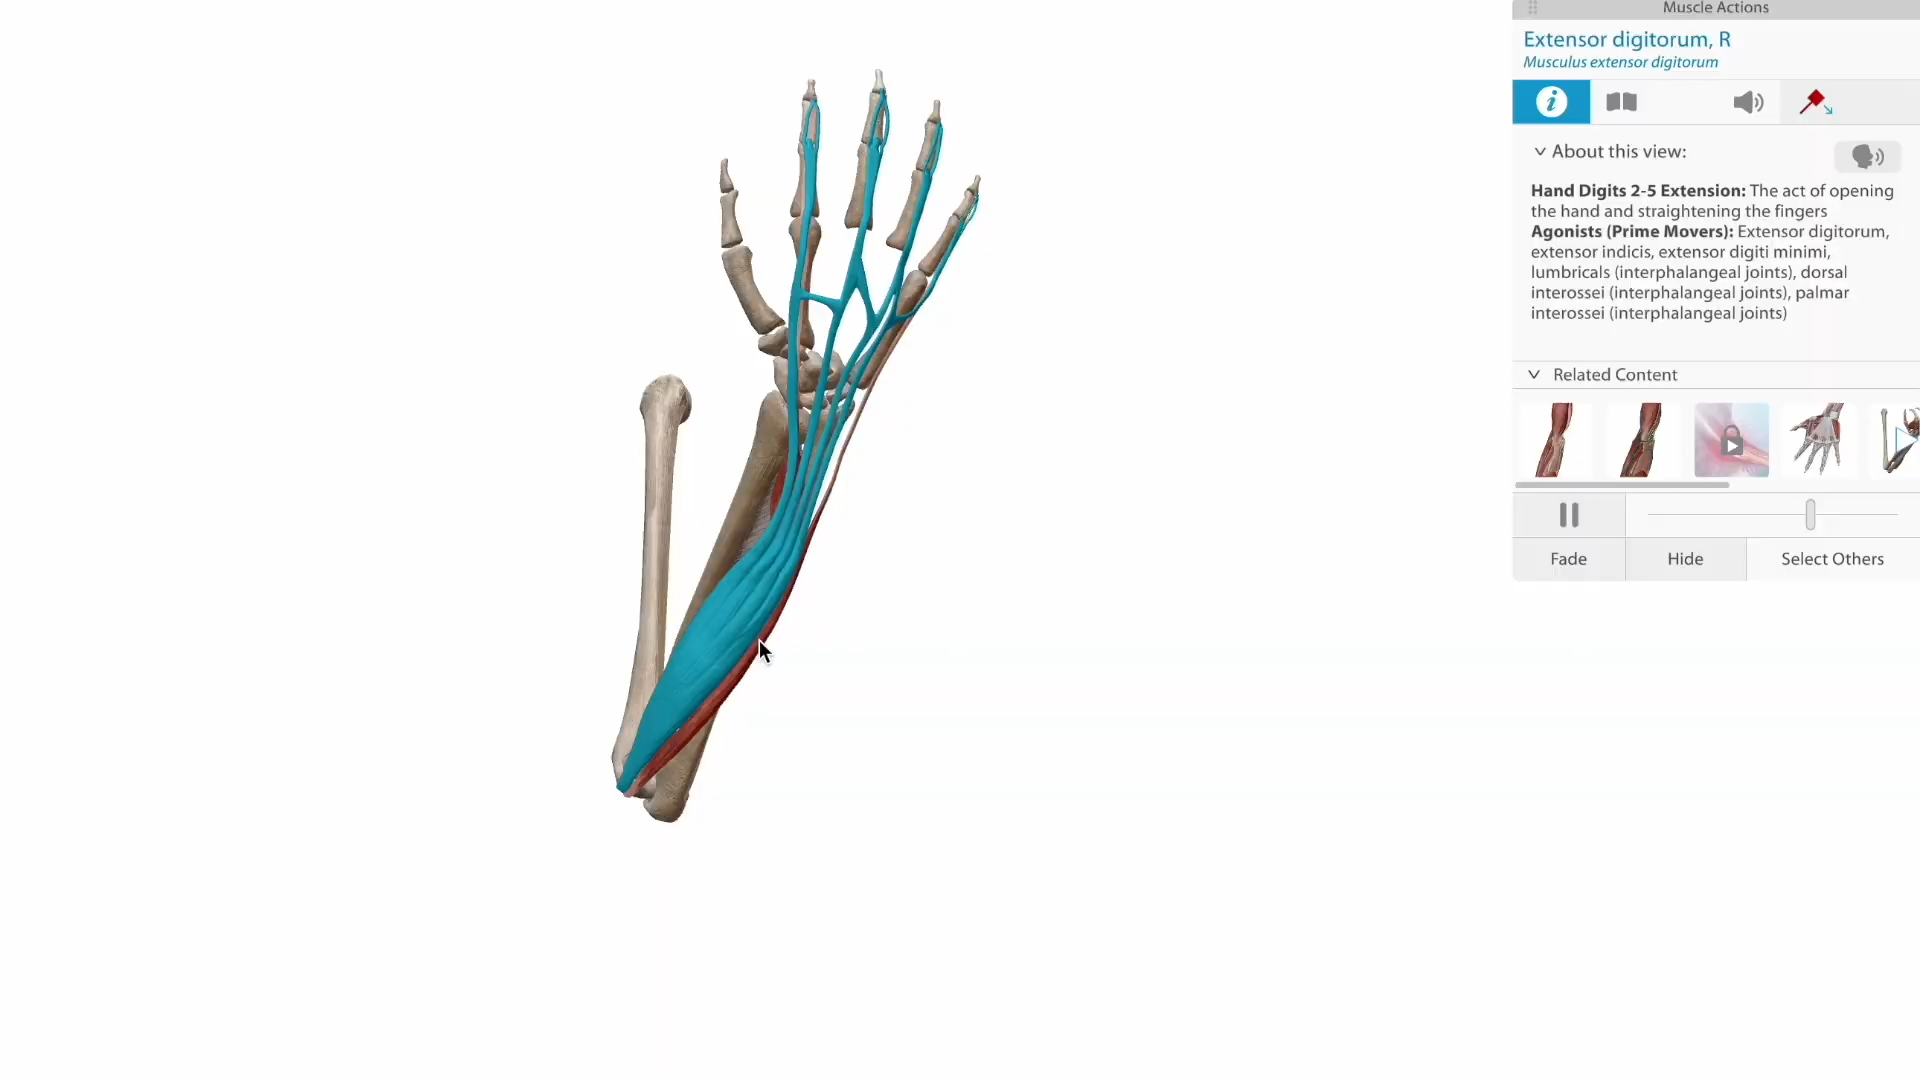 Muscle Actions
Extensor digitorum, R
Musculus extensor digitorum
About this view:
Hand Digits 2-5 Extension: The act of opening
the hand and straightening the fingers
Agonists (Prime Movers): Extensor digitorum,
extensor indicis, extensor digiti minimi,
lumbricals (interphalangeal joints), dorsal
interossei (interphalangeal joints), palmar
interossei (interphalangeal joints)
Related Content
Fade Hide Select Others